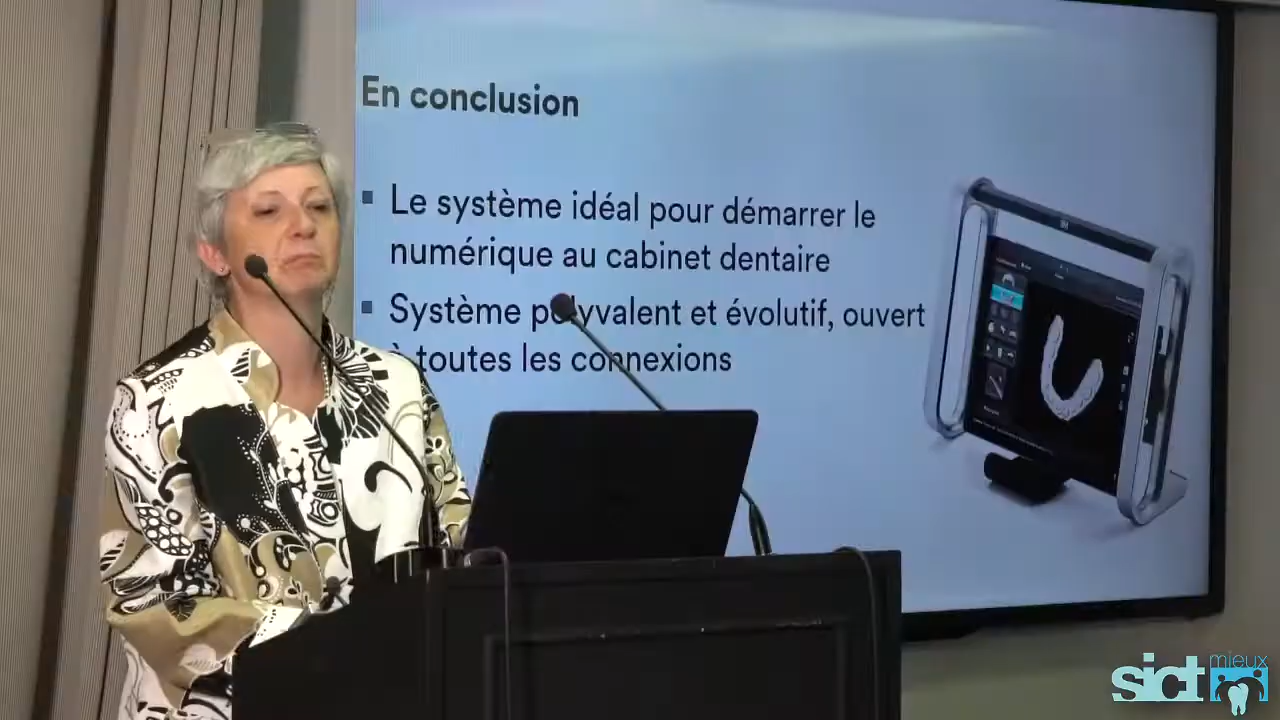 En conclusion
▪ Le système idéal pour démarrer le
numérique au cabinet dentaire
▪ Système polyvalent et évolutif, ouvert
à toutes les connexions
sict mieux